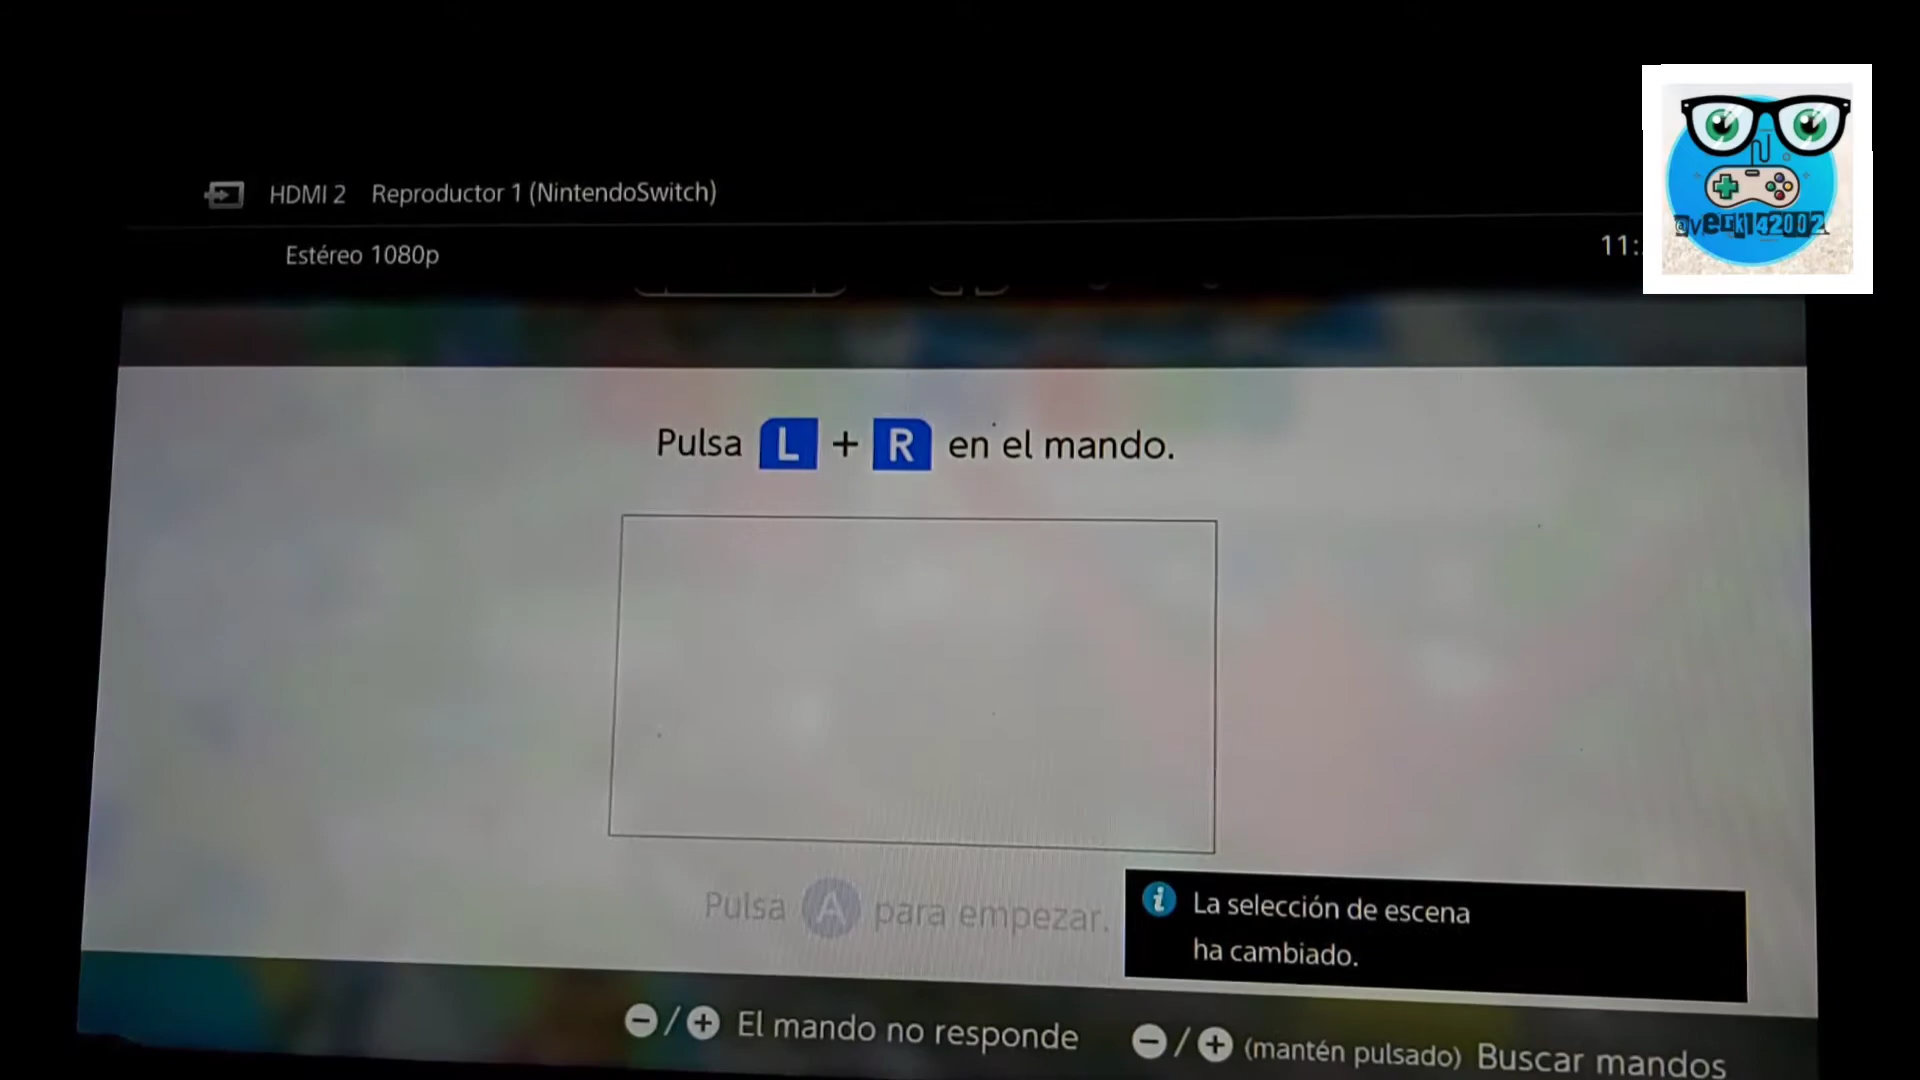 HDMI 2 Reproductor 1 (NintendoSwitch)
Estéreo 1080p
11:
@verk142002
Pulsa L + R en el mando.
Pulsa A para empezar.
La selección de escena
ha cambiado.
−/+ El mando no responde
−/+ (mantén pulsado) Buscar mandos